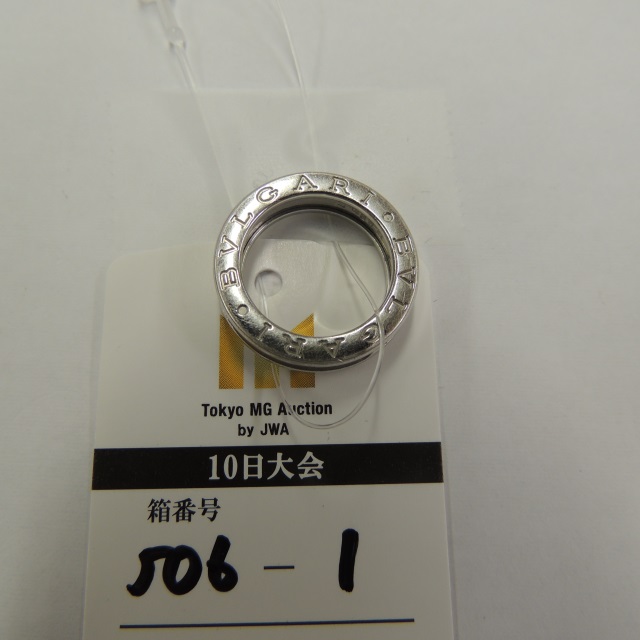 BVLGARI • BVLGARI •
Tokyo MG Auction
by JWA
10日大会
箱番号
506 - 1